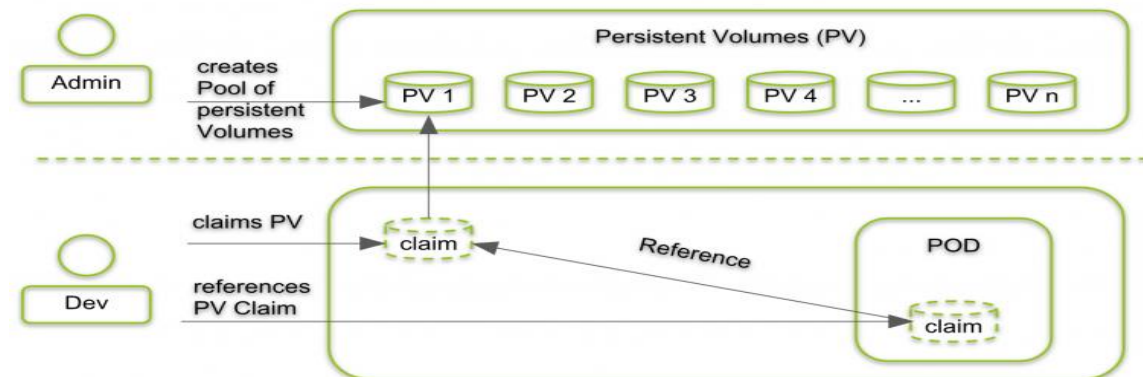 Persistent Volumes (PV)
Admin
creates
Pool of
persistent
Volumes
PV 1
PV 2
PV 3
PV 4
...
PV n
claims PV
claim
Reference
POD
Dev
references
PV Claim
claim